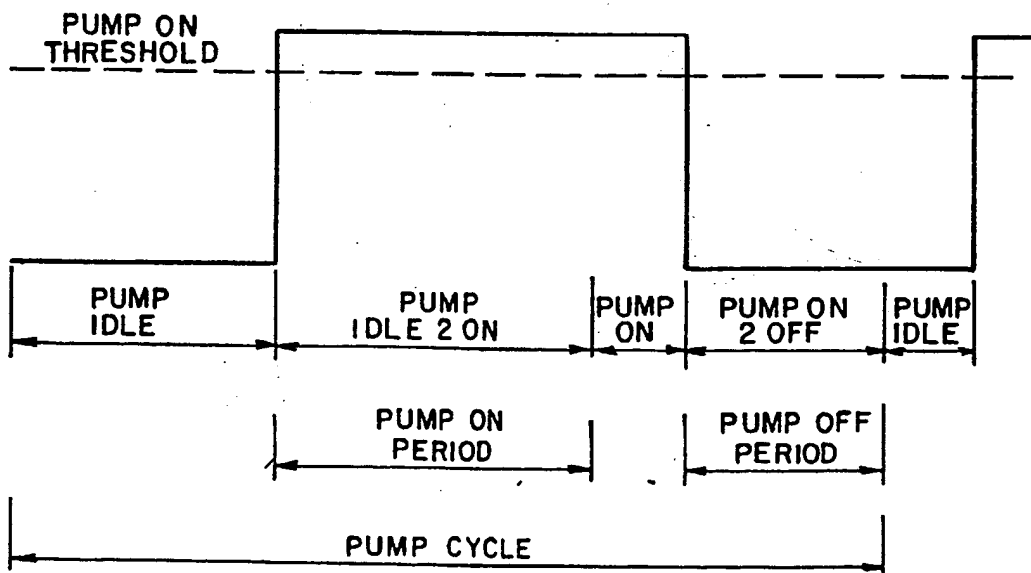 PUMP ON
THRESHOLD
PUMP
IDLE
PUMP
IDLE 2 ON
PUMP
ON
PUMP ON
2 OFF
PUMP
IDLE
PUMP ON
PERIOD
PUMP OFF
PERIOD
PUMP CYCLE